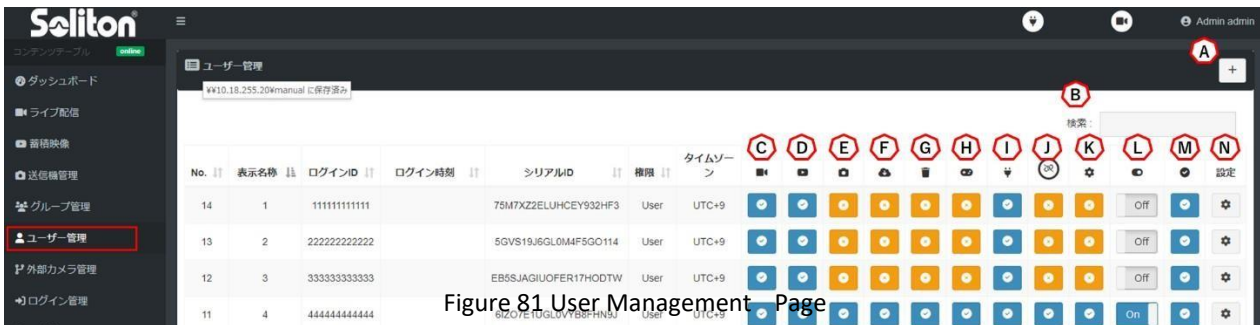 Soliton®
Admin admin
コンテンツテーブル online
A
ユーザー管理
+
ダッシュボード
¥¥10.18.255.20¥manual に保存済み
B
ライブ配信
検索:
蓄積映像
C D E F G H I J K L M N
送信機管理
No. 表示名称 ログインID ログイン時刻 シリアルID 権限 タイムゾーン 設定
グループ管理
14 1 111111111111 75M7XZ2ELUHCEY932HF3 User UTC+9 Off
ユーザー管理
13 2 222222222222 5GVS19J6GL0M4F5GO114 User UTC+9 Off
外部カメラ管理
12 3 333333333333 EB5SJAGIUOFER17HODTW User UTC+9 Off
ログイン管理
11 4 444444444444 User UTC+9 On
Figure 81 User Management Page